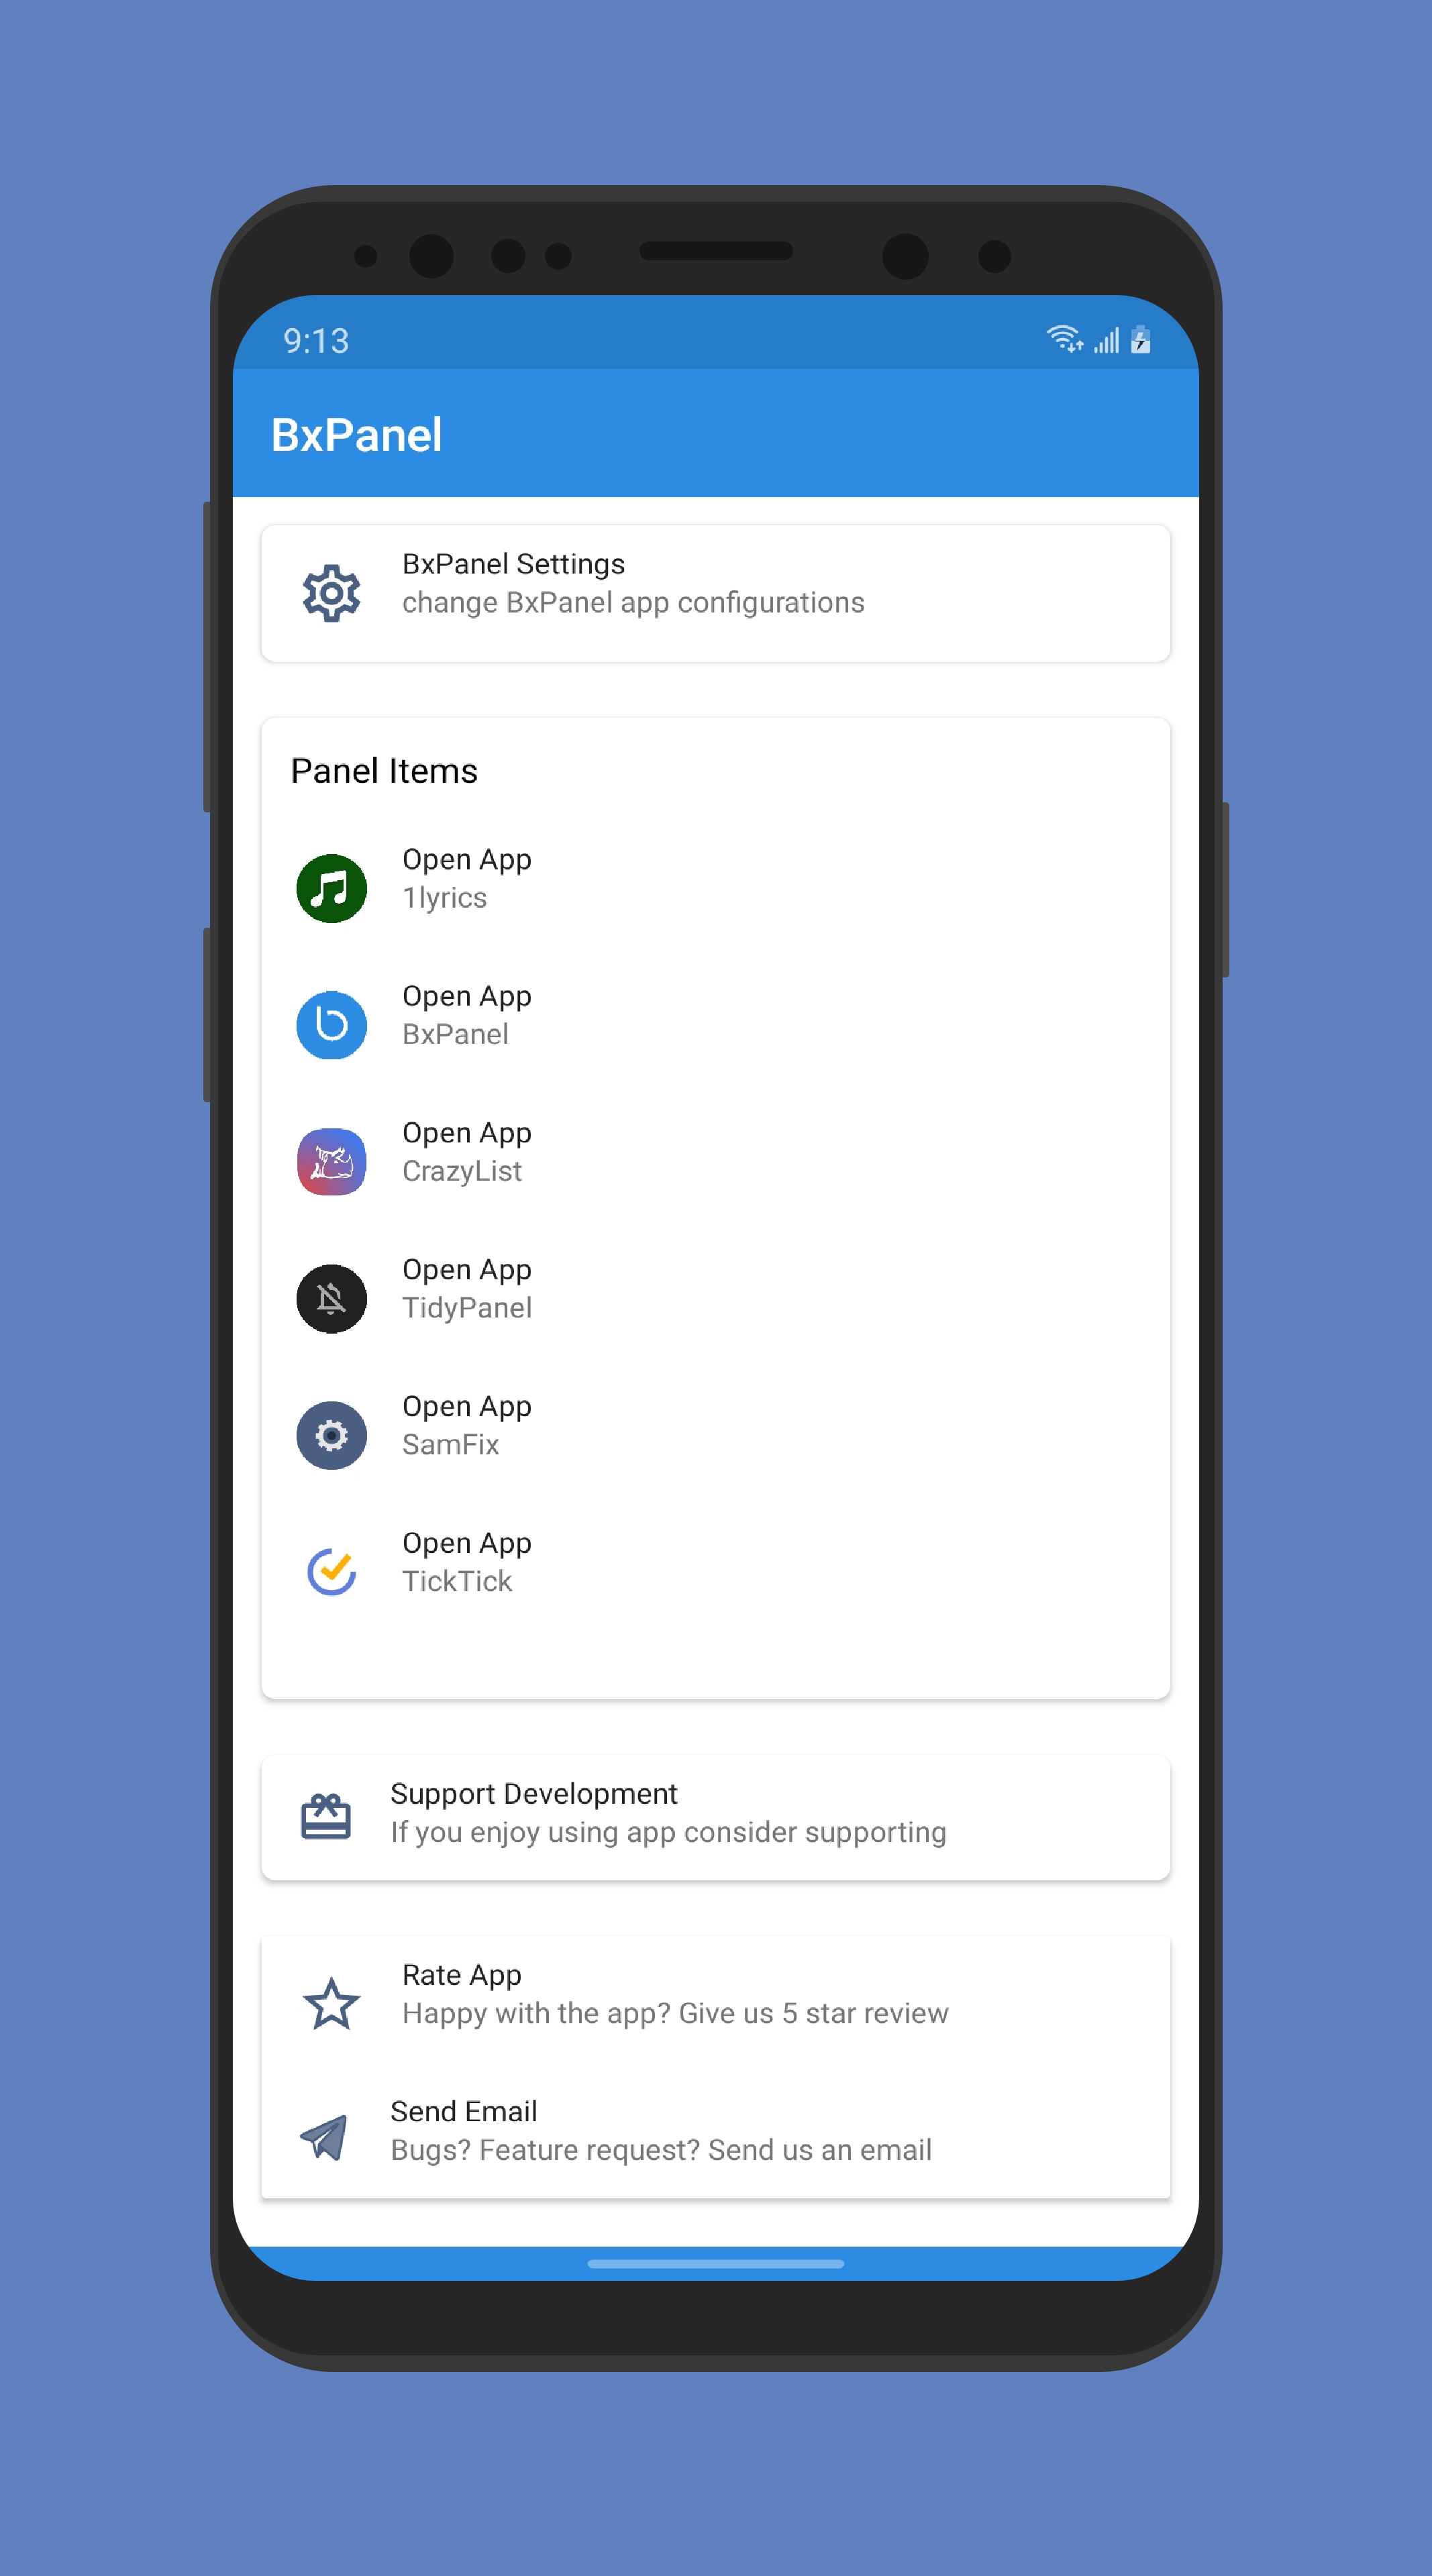 9:13
BxPanel
BxPanel Settings
change BxPanel app configurations
Panel Items
Open App
1lyrics
Open App
BxPanel
Open App
CrazyList
Open App
TidyPanel
Open App
SamFix
Open App
TickTick
Support Development
If you enjoy using app consider supporting
Rate App
Happy with the app? Give us 5 star review
Send Email
Bugs? Feature request? Send us an email